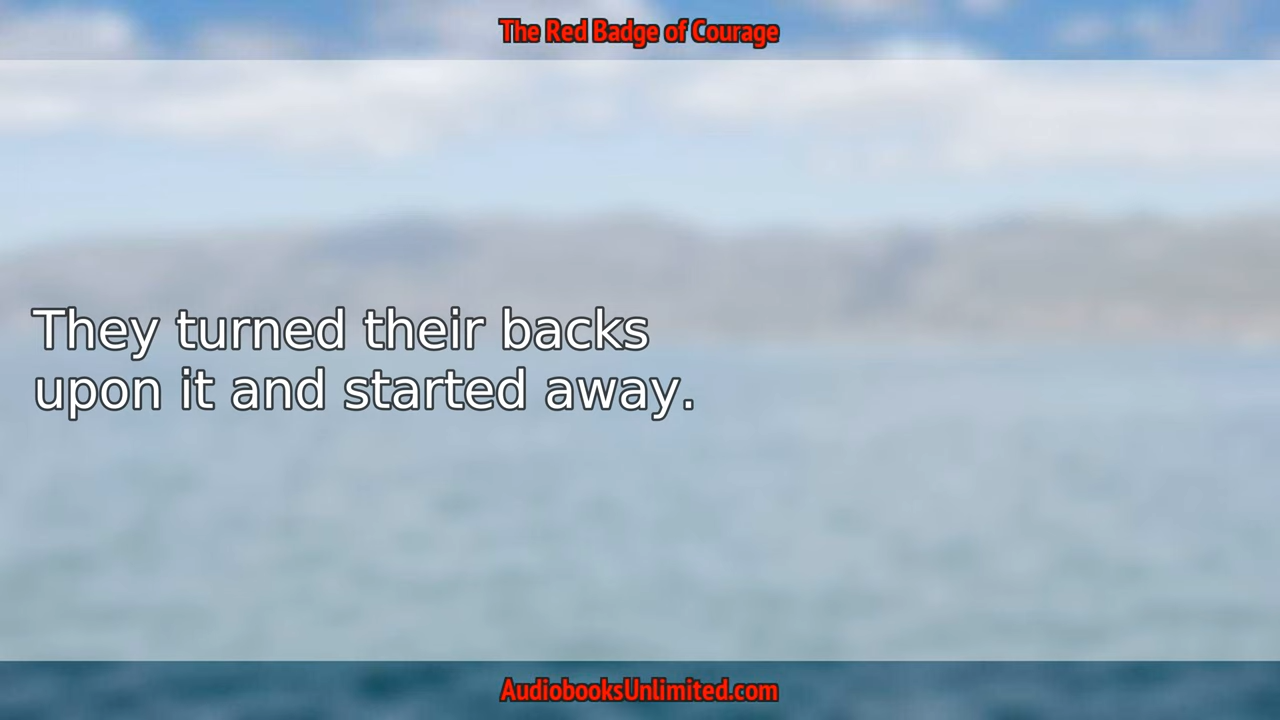 The Red Badge of Courage
They turned their backs
upon it and started away.
AudiobooksUnlimited.com